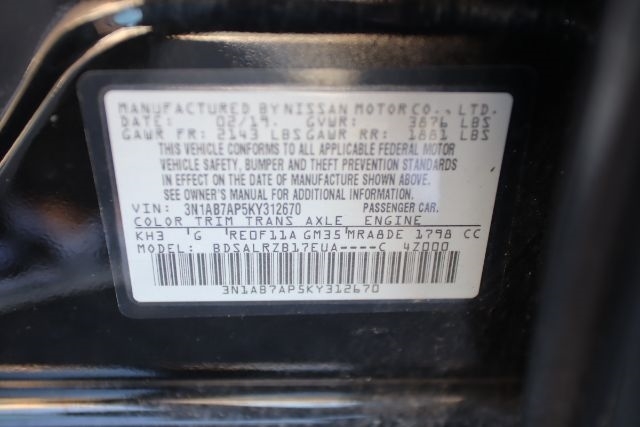 MANUFACTURED BY NISSAN MOTOR CO., LTD.
DATE: 02/19. GVWR: 3876 LBS
GAWR FR: 2143 LBS GAWR RR: 1881 LBS
THIS VEHICLE CONFORMS TO ALL APPLICABLE FEDERAL MOTOR
VEHICLE SAFETY, BUMPER AND THEFT PREVENTION STANDARDS
IN EFFECT ON THE DATE OF MANUFACTURE SHOWN ABOVE.
SEE OWNER'S MANUAL FOR ADDITIONAL INFORMATION.
VIN: 3N1AB7AP5KY312670 PASSENGER CAR.
COLOR TRIM TRANS AXLE ENGINE
KH3 G RE0F11A GM35 MRA8DE 1798 CC
MODEL: BDSALRZB17EUA----C 4Z000
3N1AB7AP5KY312670